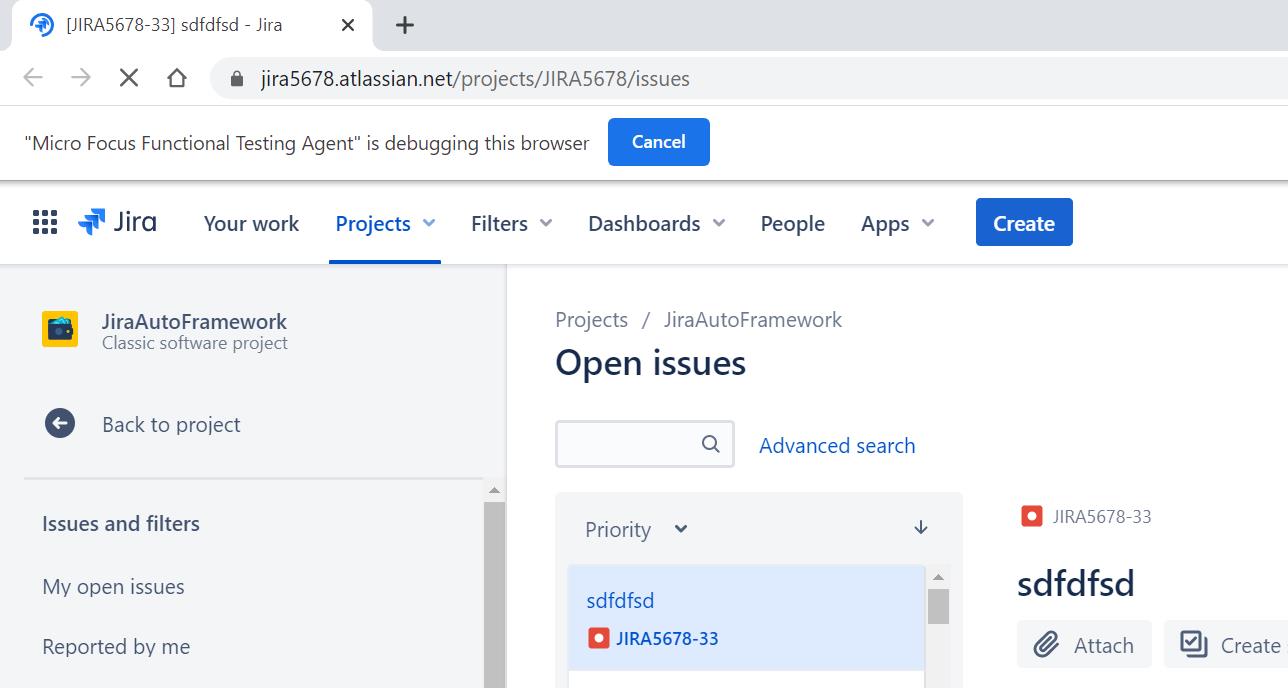 [JIRA5678-33] sdfdfsd - Jira
jira5678.atlassian.net/projects/JIRA5678/issues
"Micro Focus Functional Testing Agent" is debugging this browser Cancel
Jira Your work Projects Filters Dashboards People Apps Create
JiraAutoFramework
Classic software project
Back to project
Issues and filters
My open issues
Reported by me
Projects / JiraAutoFramework
Open issues
Advanced search
Priority
sdfdfsd
JIRA5678-33
JIRA5678-33
sdfdfsd
Attach Create